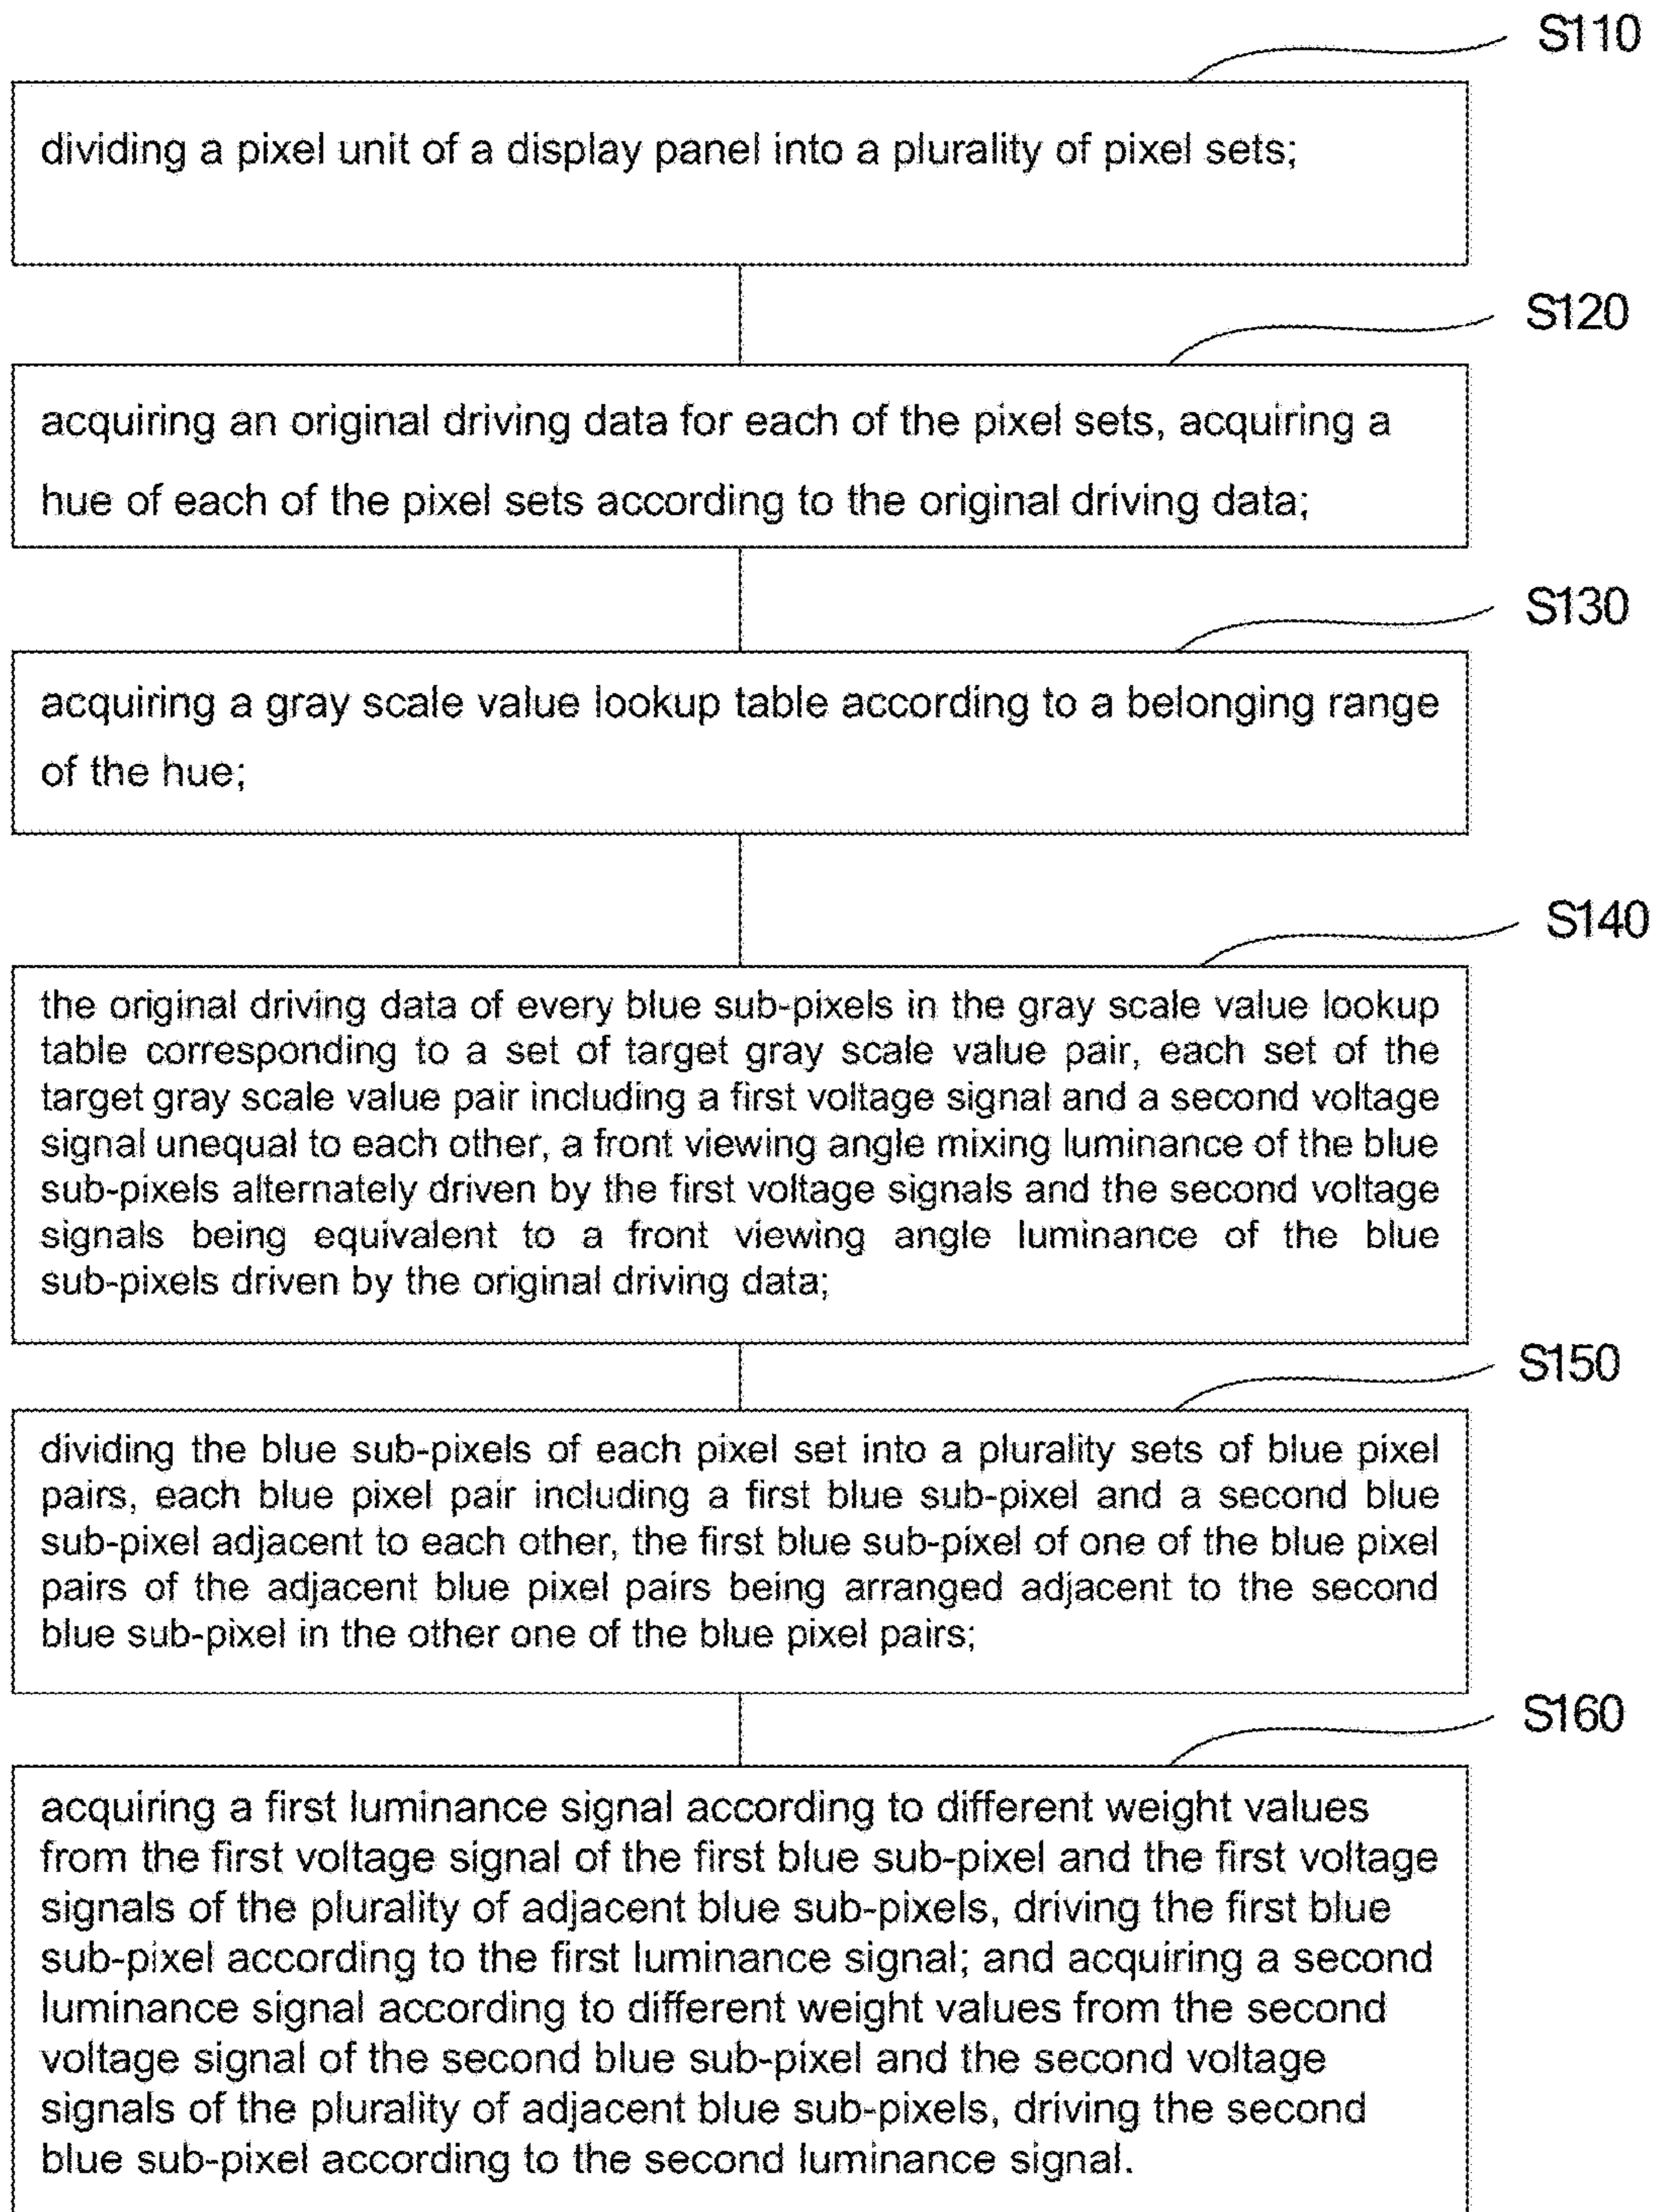 S110
dividing a pixel unit of a display panel into a plurality of pixel sets;
S120
acquiring an original driving data for each of the pixel sets, acquiring a
hue of each of the pixel sets according to the original driving data;
S130
acquiring a gray scale value lookup table according to a belonging range
of the hue;
S140
the original driving data of every blue sub-pixels in the gray scale value lookup
table corresponding to a set of target gray scale value pair, each set of the
target gray scale value pair including a first voltage signal and a second voltage
signal unequal to each other, a front viewing angle mixing luminance of the blue
sub-pixels alternately driven by the first voltage signals and the second voltage
signals being equivalent to a front viewing angle luminance of the blue
sub-pixels driven by the original driving data;
S150
dividing the blue sub-pixels of each pixel set into a plurality sets of blue pixel
pairs, each blue pixel pair including a first blue sub-pixel and a second blue
sub-pixel adjacent to each other, the first blue sub-pixel of one of the blue pixel
pairs of the adjacent blue pixel pairs being arranged adjacent to the second
blue sub-pixel in the other one of the blue pixel pairs;
S160
acquiring a first luminance signal according to different weight values
from the first voltage signal of the first blue sub-pixel and the first voltage
signals of the plurality of adjacent blue sub-pixels, driving the first blue
sub-pixel according to the first luminance signal; and acquiring a second
luminance signal according to different weight values from the second
voltage signal of the second blue sub-pixel and the second voltage
signals of the plurality of adjacent blue sub-pixels, driving the second
blue sub-pixel according to the second luminance signal.